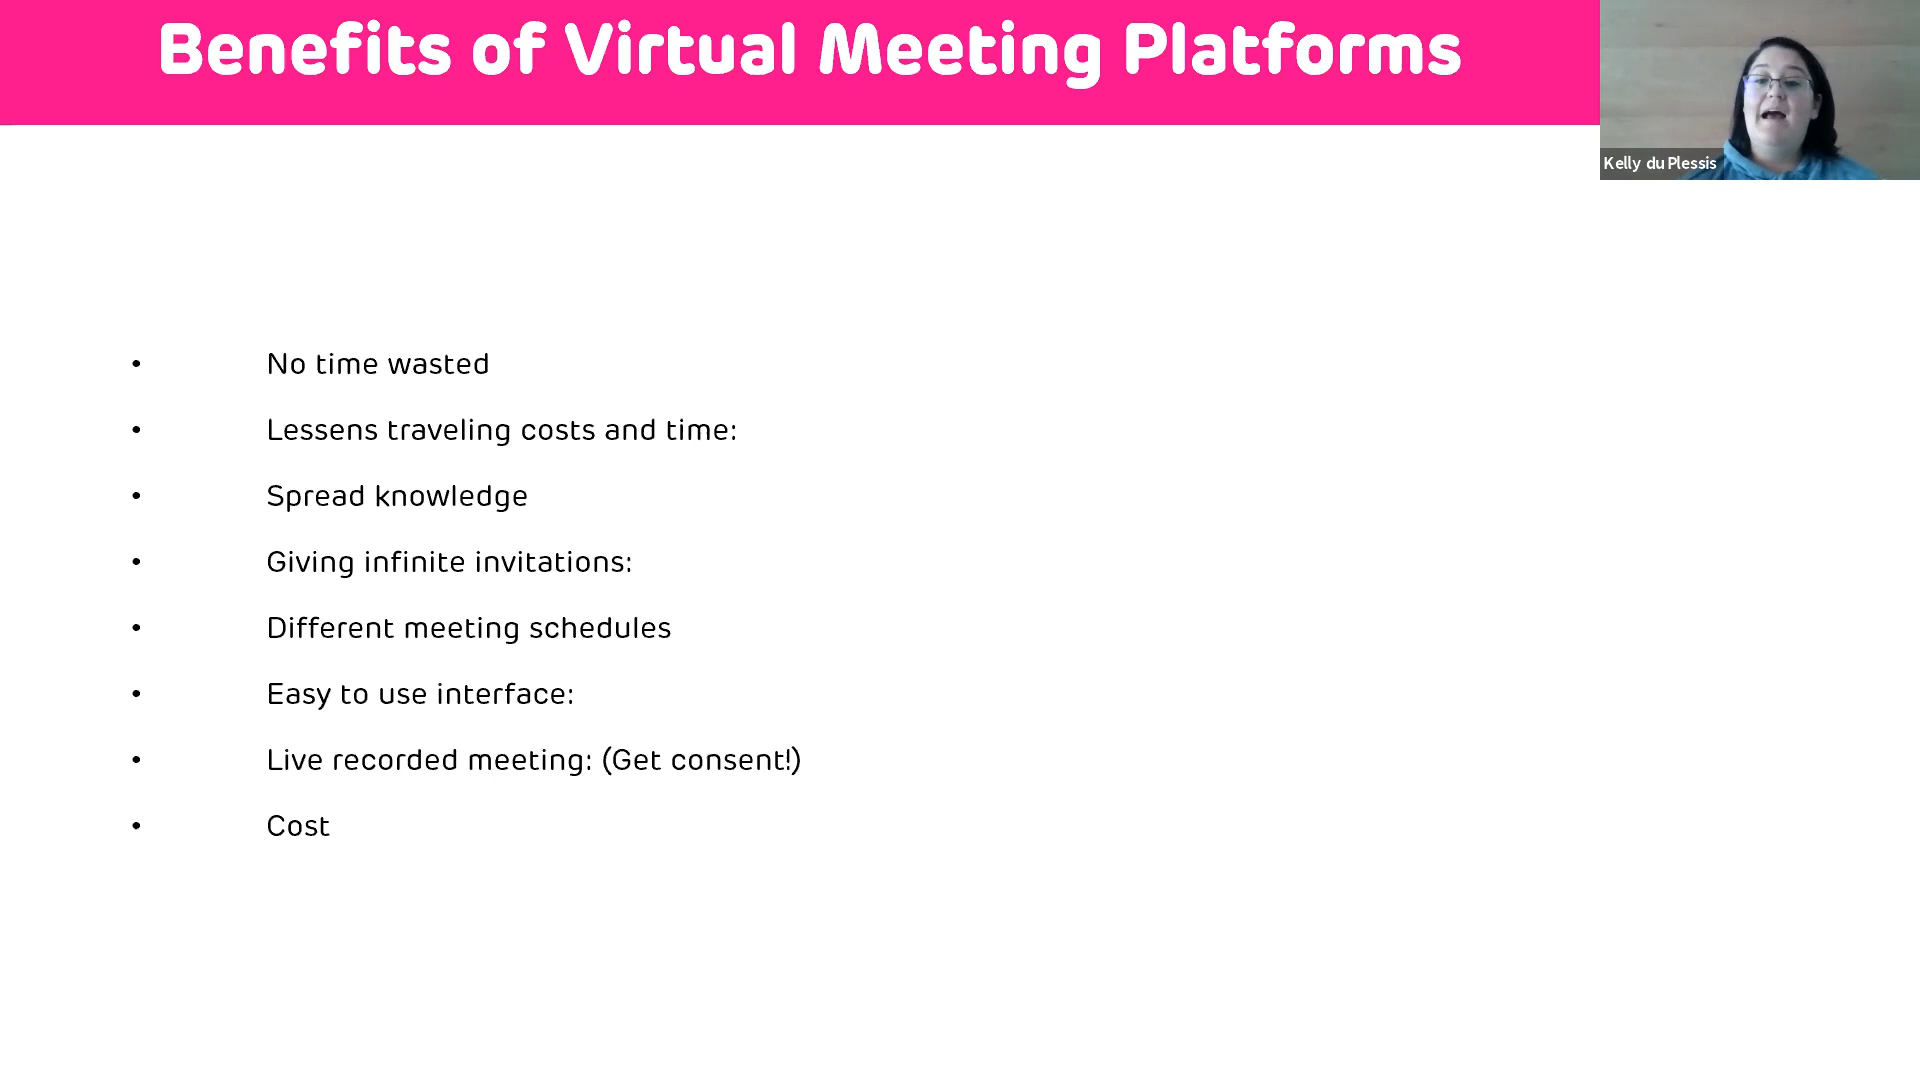 Benefits of Virtual Meeting Platforms
Kelly du Plessis
• No time wasted
• Lessens traveling costs and time:
• Spread knowledge
• Giving infinite invitations:
• Different meeting schedules
• Easy to use interface:
• Live recorded meeting: (Get consent!)
• Cost